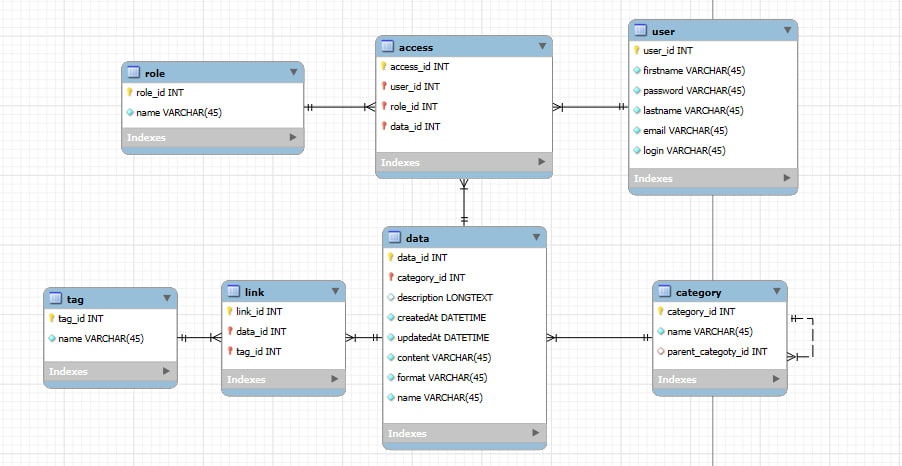 role
role_id INT
name VARCHAR(45)
Indexes
access
access_id INT
user_id INT
role_id INT
data_id INT
Indexes
user
user_id INT
firstname VARCHAR(45)
password VARCHAR(45)
lastname VARCHAR(45)
email VARCHAR(45)
login VARCHAR(45)
Indexes
tag
tag_id INT
name VARCHAR(45)
Indexes
link
link_id INT
data_id INT
tag_id INT
Indexes
data
data_id INT
category_id INT
description LONGTEXT
createdAt DATETIME
updatedAt DATETIME
content VARCHAR(45)
format VARCHAR(45)
name VARCHAR(45)
Indexes
category
category_id INT
name VARCHAR(45)
parent_categoty_id INT
Indexes